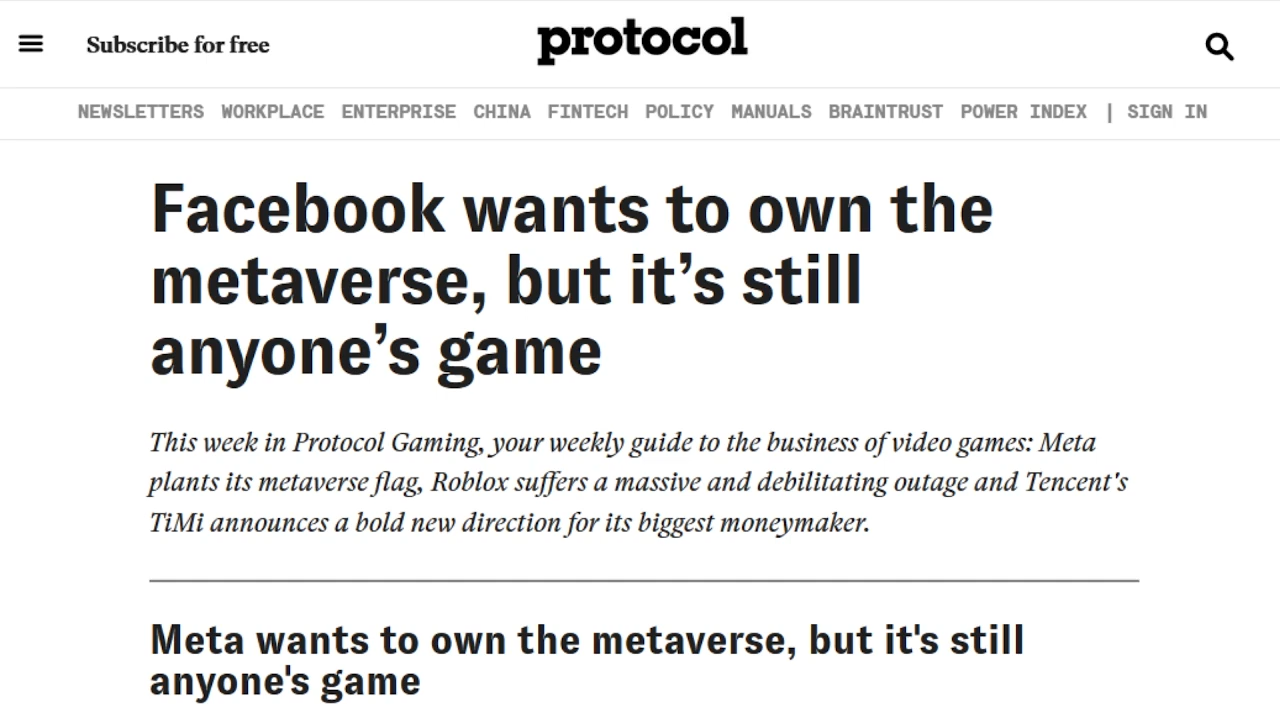 Subscribe for free
protocol
NEWSLETTERS WORKPLACE ENTERPRISE CHINA FINTECH POLICY MANUALS BRAINTRUST POWER INDEX | SIGN IN
Facebook wants to own the
metaverse, but it’s still
anyone’s game
This week in Protocol Gaming, your weekly guide to the business of video games: Meta
plants its metaverse flag, Roblox suffers a massive and debilitating outage and Tencent's
TiMi announces a bold new direction for its biggest moneymaker.
Meta wants to own the metaverse, but it's still
anyone's game